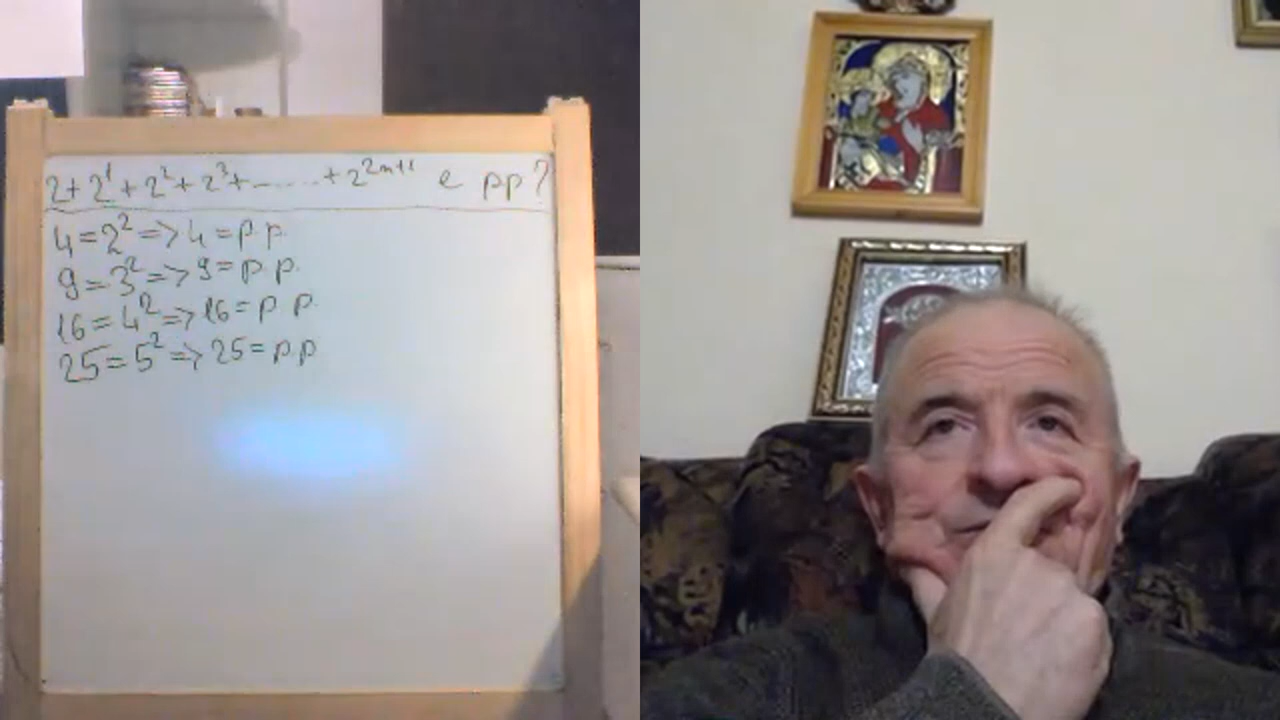 2+2¹+2²+2³+......+2²ⁿ⁺¹ e pp?
4=2²=>4=p.p.
9=3²=>9=p.p.
16=4²=>16=p.p.
25=5²=>25=p.p